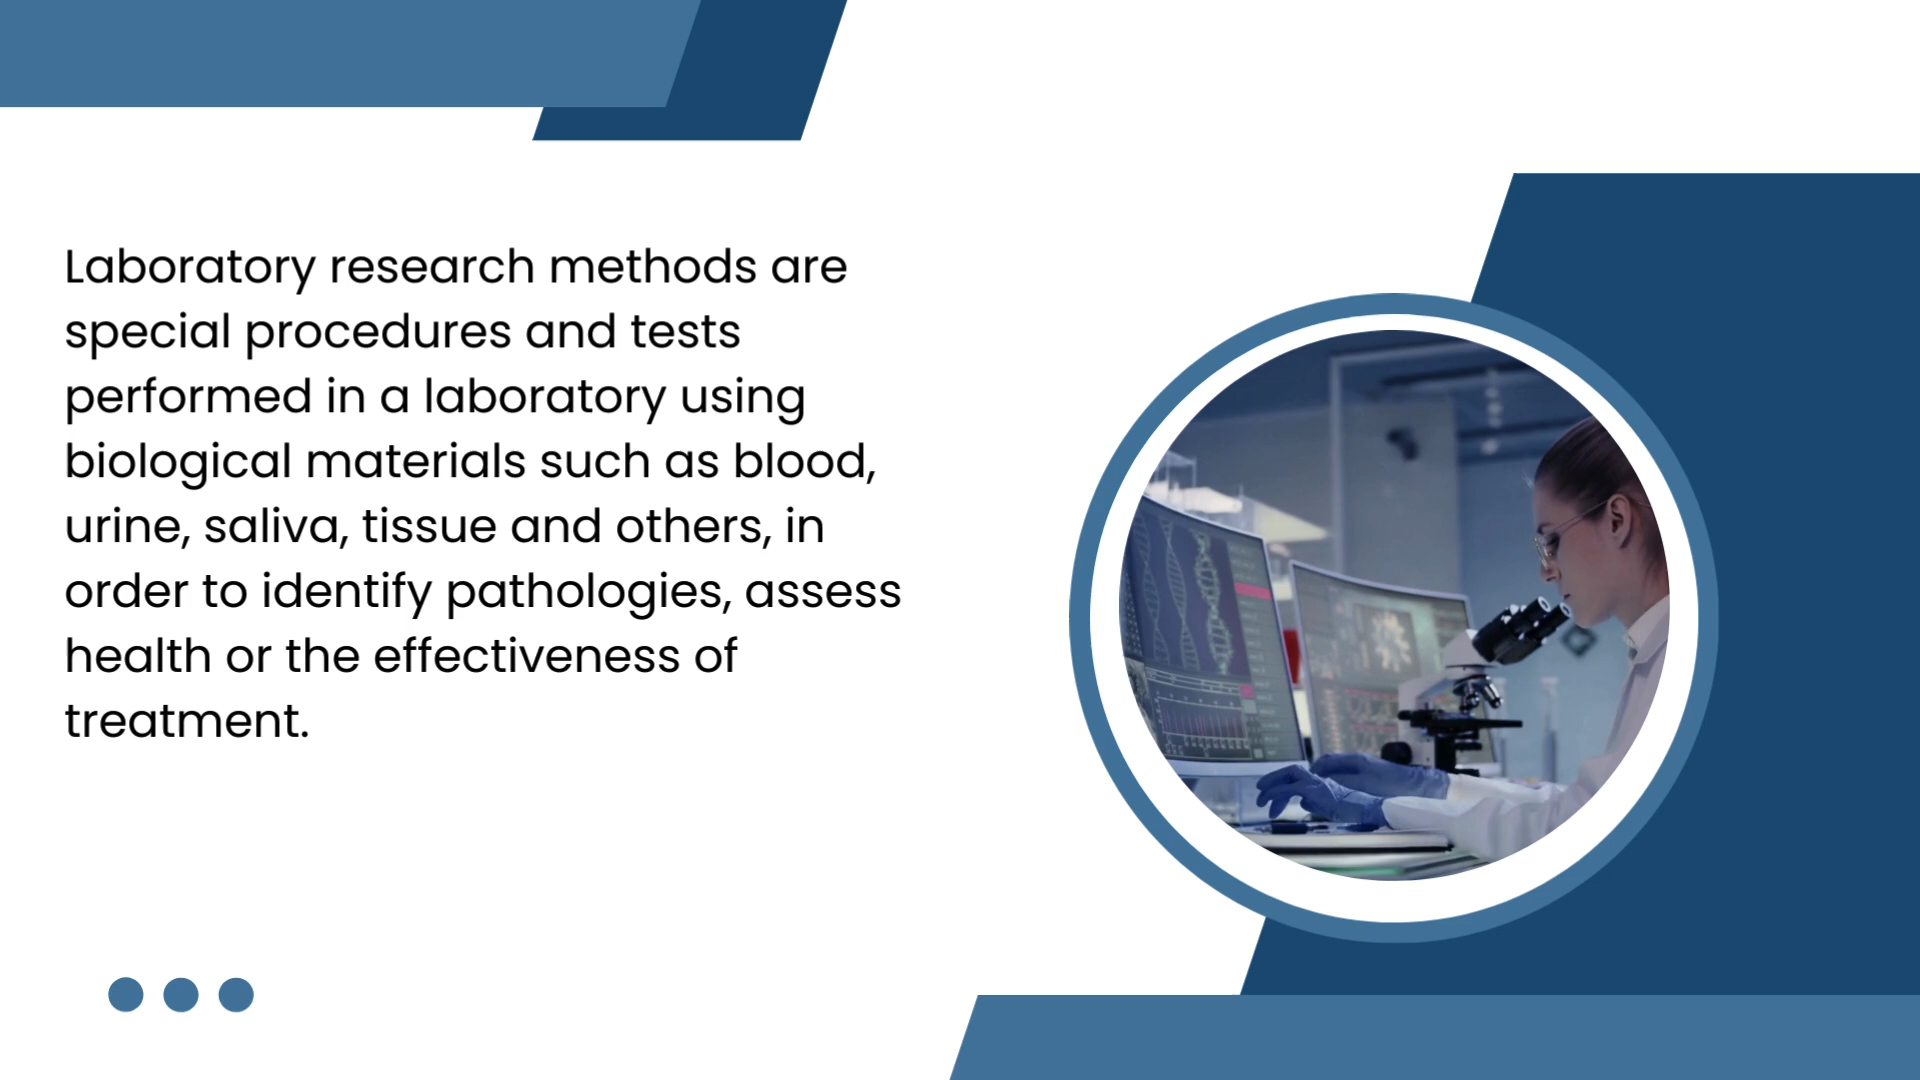 Laboratory research methods are
special procedures and tests
performed in a laboratory using
biological materials such as blood,
urine, saliva, tissue and others, in
order to identify pathologies, assess
health or the effectiveness of
treatment.